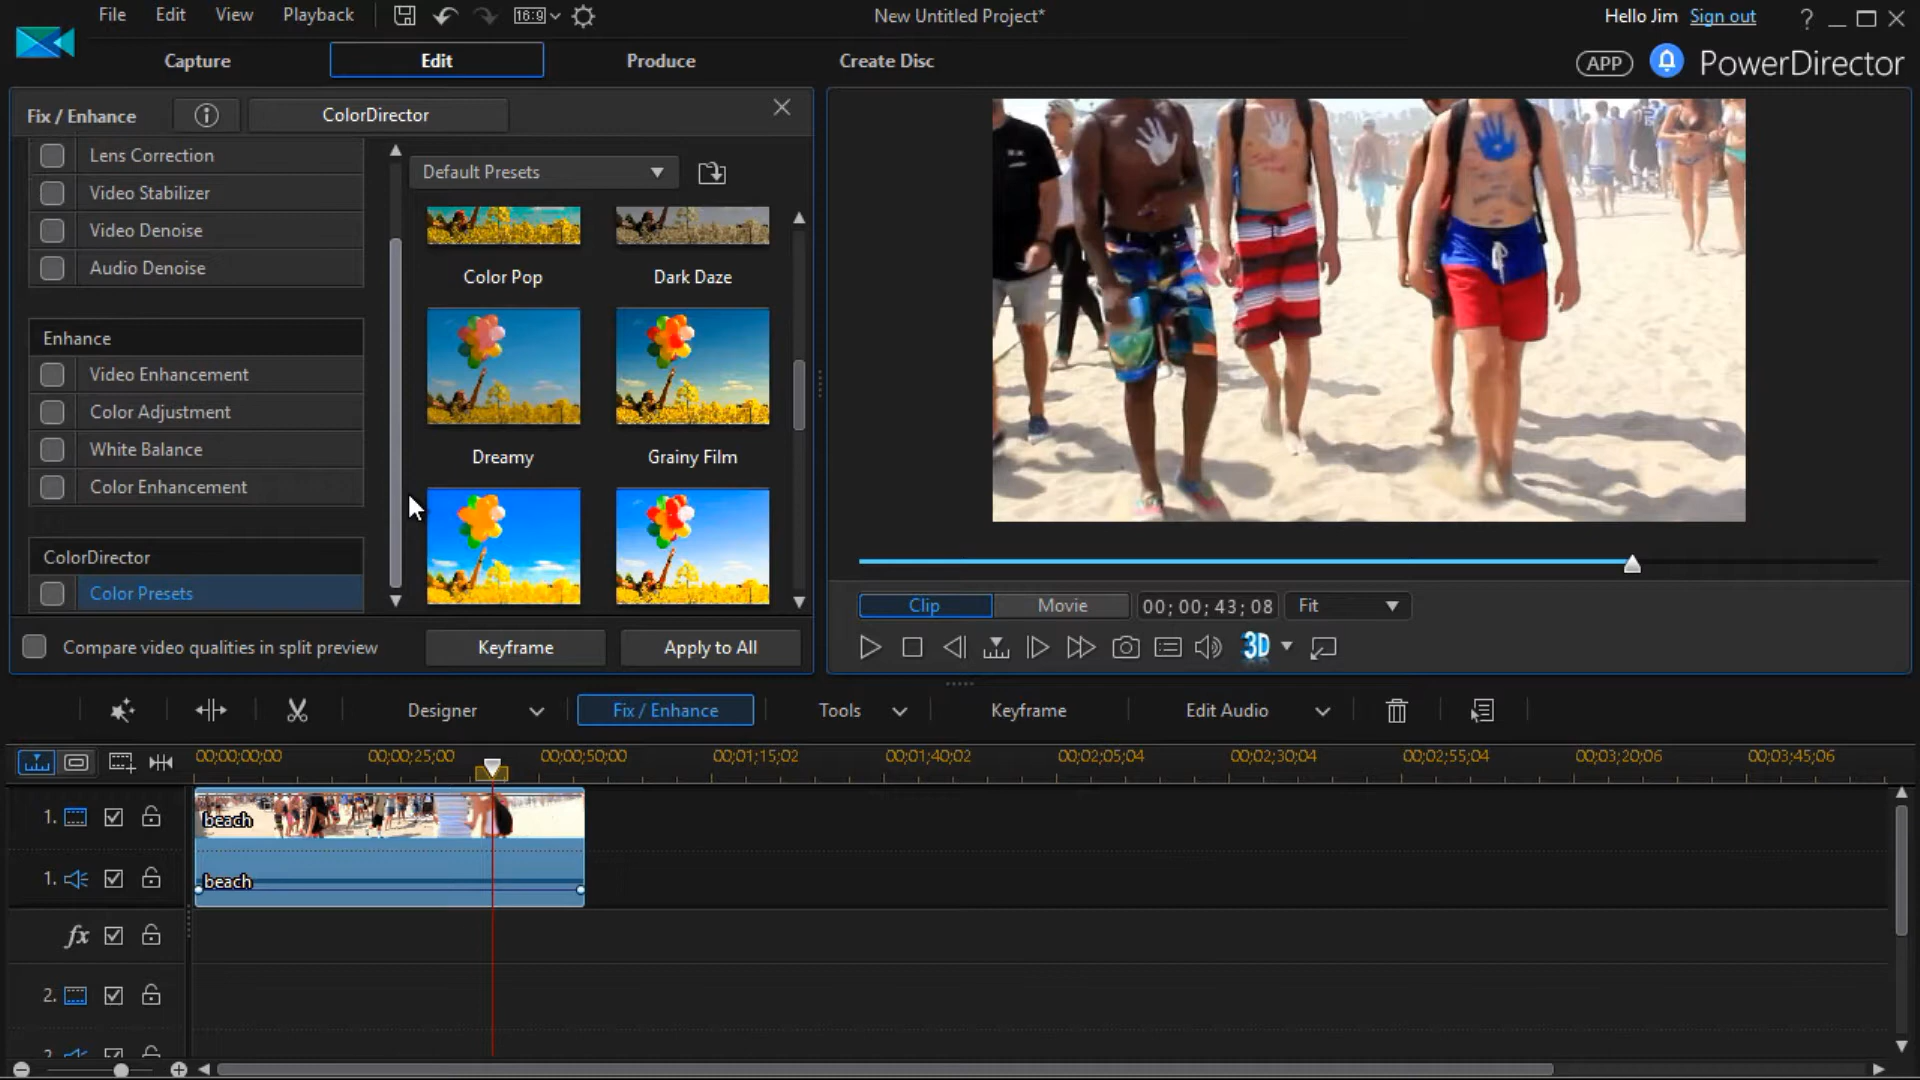 File Edit View Playback 16:9 New Untitled Project* Hello Jim Sign out ?
Capture Edit Produce Create Disc APP PowerDirector
Fix / Enhance ColorDirector
Lens Correction
Video Stabilizer
Video Denoise
Audio Denoise
Enhance
Video Enhancement
Color Adjustment
White Balance
Color Enhancement
ColorDirector
Color Presets
Default Presets
Color Pop Dark Daze
Dreamy Grainy Film
Compare video qualities in split preview Keyframe Apply to All
Clip Movie 00; 00; 43; 08 Fit
3D
Designer Fix / Enhance Tools Keyframe Edit Audio
00;00;00;00 00;00;25;00 00;00;50;00 00;01;15;02 00;01;40;02 00;02;05;04 00;02;30;04 00;02;55;04 00;03;20;06 00;03;45;06
1. beach
1. beach
fx
2.
2.